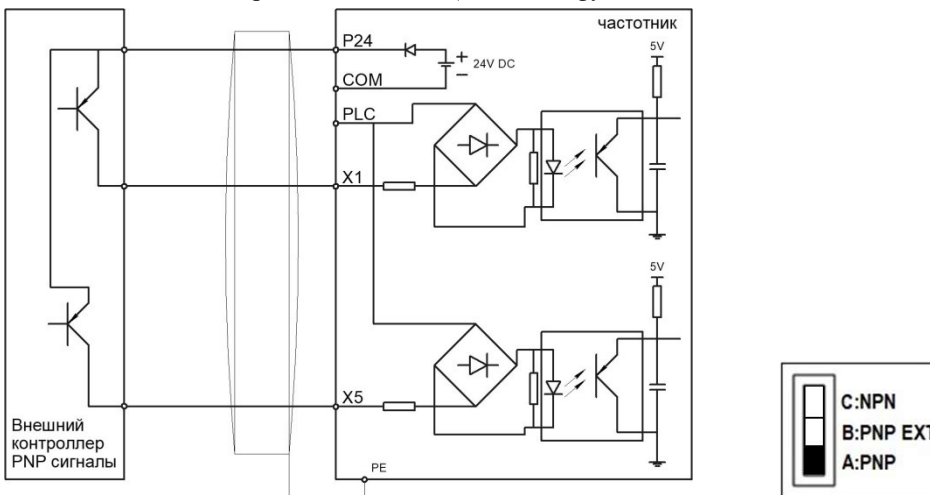 частотник
P24
24V DC
5V
COM
PLC
X1
5V
X5
Внешний
контроллер
PNP сигналы
PE
C:NPN
B:PNP EXT
A:PNP